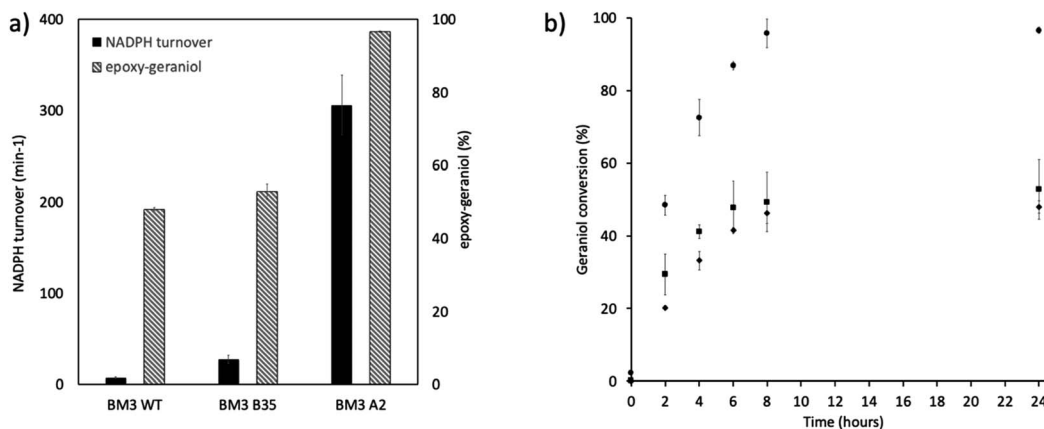 a)
NADPH turnover
epoxy-geraniol
NADPH turnover (min-1)
400
300
200
100
0
epoxy-geraniol (%)
100
80
60
40
20
0
BM3 WT BM3 B35 BM3 A2
b)
Geraniol conversion (%)
100
80
60
40
20
0
0 2 4 6 8 10 12 14 16 18 20 22 24
Time (hours)